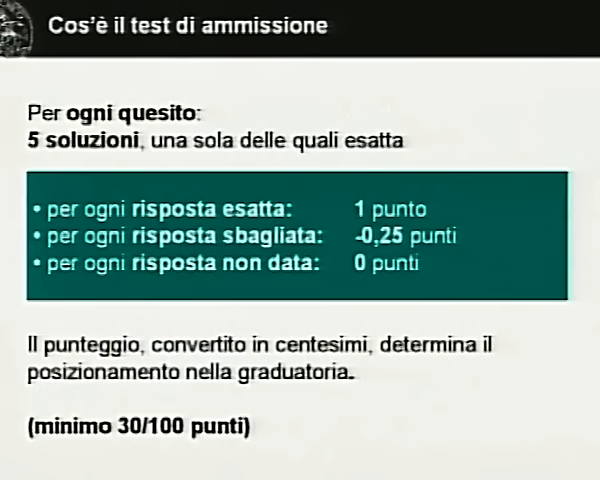 Cos'è il test di ammissione
Per ogni quesito:
5 soluzioni, una sola delle quali esatta
• per ogni risposta esatta: 1 punto
• per ogni risposta sbagliata: -0,25 punti
• per ogni risposta non data: 0 punti
Il punteggio, convertito in centesimi, determina il
posizionamento nella graduatoria.
(minimo 30/100 punti)